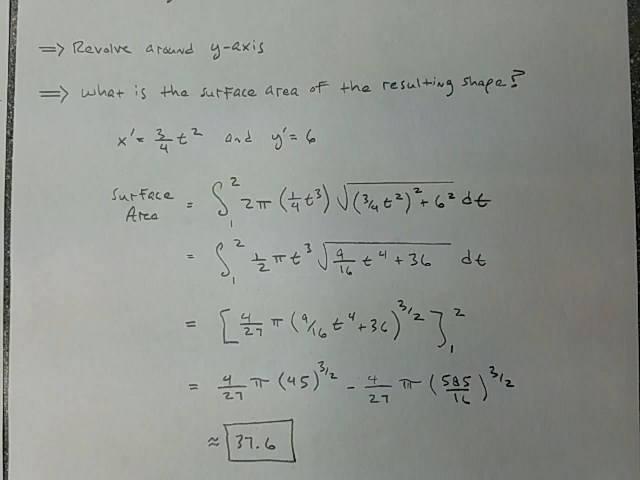 ⇒ Revolve around y-axis
⇒ What is the surface area of the resulting shape?
x' = 3/4 t² and y' = 6
Surface Area = ∫₁² 2π (1/4 t³) √((3/4 t²)² + 6²) dt
= ∫₁² 1/2 π t³ √(9/16 t⁴ + 36) dt
= [4/27 π (9/16 t⁴ + 36)^(3/2)]₁²
= 4/27 π (45)^(3/2) - 4/27 π (585/16)^(3/2)
≈ 37.6